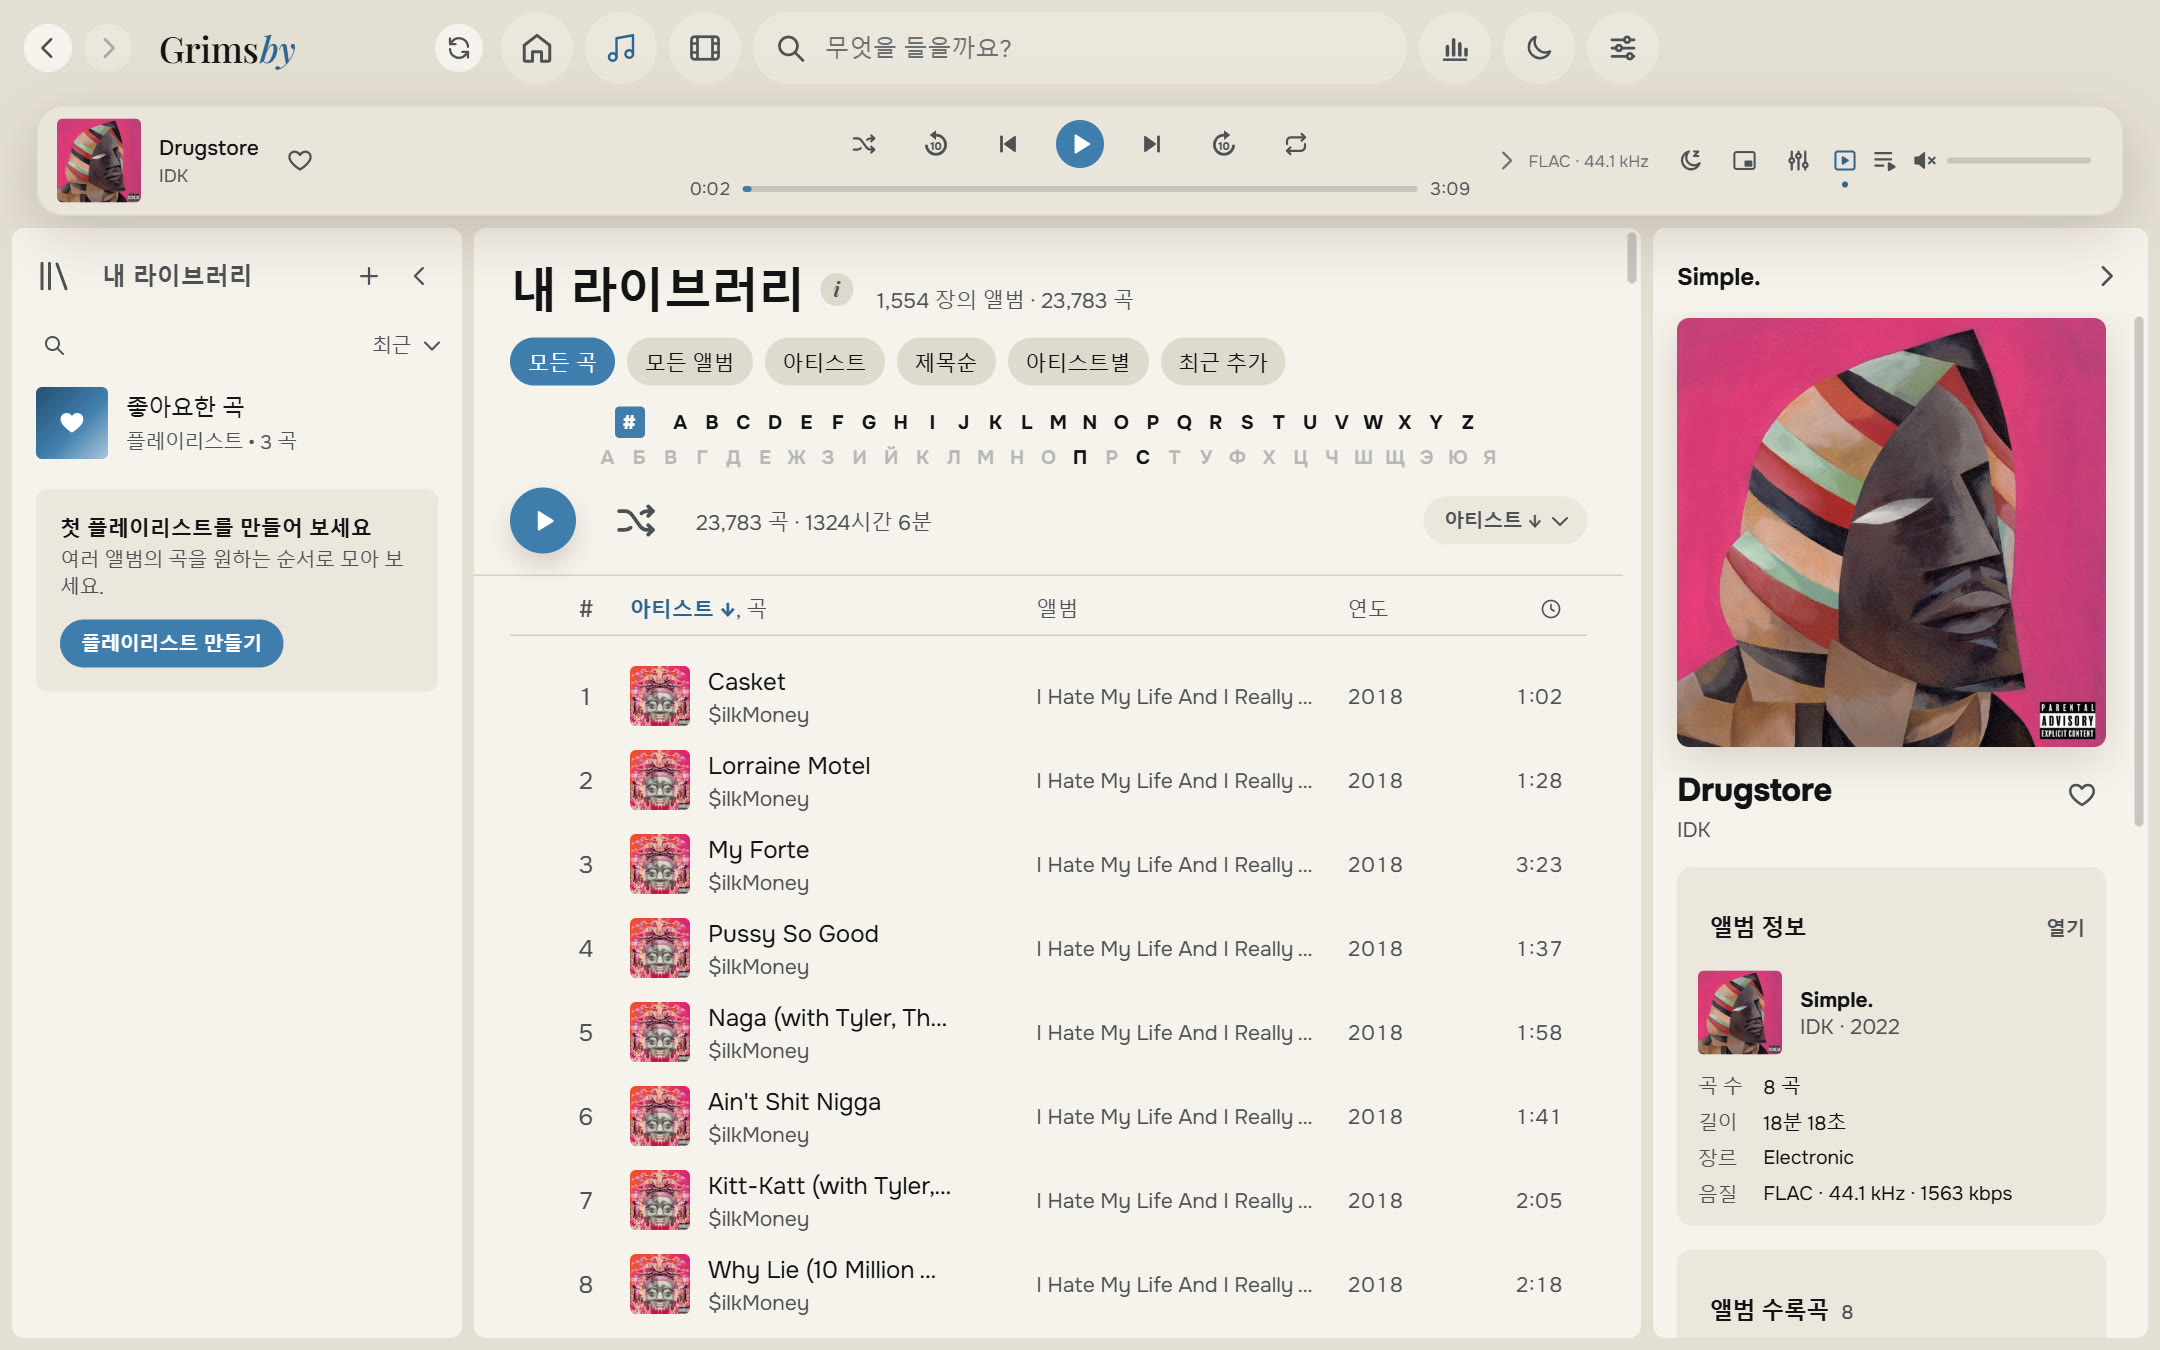 Grimsby
무엇을 들을까요?
Drugstore
IDK
10
10
0:02
3:09
FLAC · 44.1 kHz
내 라이브러리
최근
좋아요한 곡
플레이리스트 • 3 곡
첫 플레이리스트를 만들어 보세요
여러 앨범의 곡을 원하는 순서로 모아 보
세요.
플레이리스트 만들기
내 라이브러리
i
1,554 장의 앨범 · 23,783 곡
모든 곡
모든 앨범
아티스트
제목순
아티스트별
최근 추가
# A B C D E F G H I J K L M N O P Q R S T U V W X Y Z
А Б В Г Д Е Ж З И Й К Л М Н О П Р С Т У Ф Х Ц Ч Ш Щ Э Ю Я
23,783 곡 · 1324시간 6분
아티스트 ↓
# 아티스트 ↓, 곡 앨범 연도
1 Casket I Hate My Life And I Really ... 2018 1:02
$ilkMoney
2 Lorraine Motel I Hate My Life And I Really ... 2018 1:28
$ilkMoney
3 My Forte I Hate My Life And I Really ... 2018 3:23
$ilkMoney
4 Pussy So Good I Hate My Life And I Really ... 2018 1:37
$ilkMoney
5 Naga (with Tyler, Th... I Hate My Life And I Really ... 2018 1:58
$ilkMoney
6 Ain't Shit Nigga I Hate My Life And I Really ... 2018 1:41
$ilkMoney
7 Kitt-Katt (with Tyler,... I Hate My Life And I Really ... 2018 2:05
$ilkMoney
8 Why Lie (10 Million ... I Hate My Life And I Really ... 2018 2:18
$ilkMoney
Simple.
PARENTAL
ADVISORY
EXPLICIT CONTENT
Drugstore
IDK
앨범 정보
열기
Simple.
IDK · 2022
곡 수 8 곡
길이 18분 18초
장르 Electronic
음질 FLAC · 44.1 kHz · 1563 kbps
앨범 수록곡 8